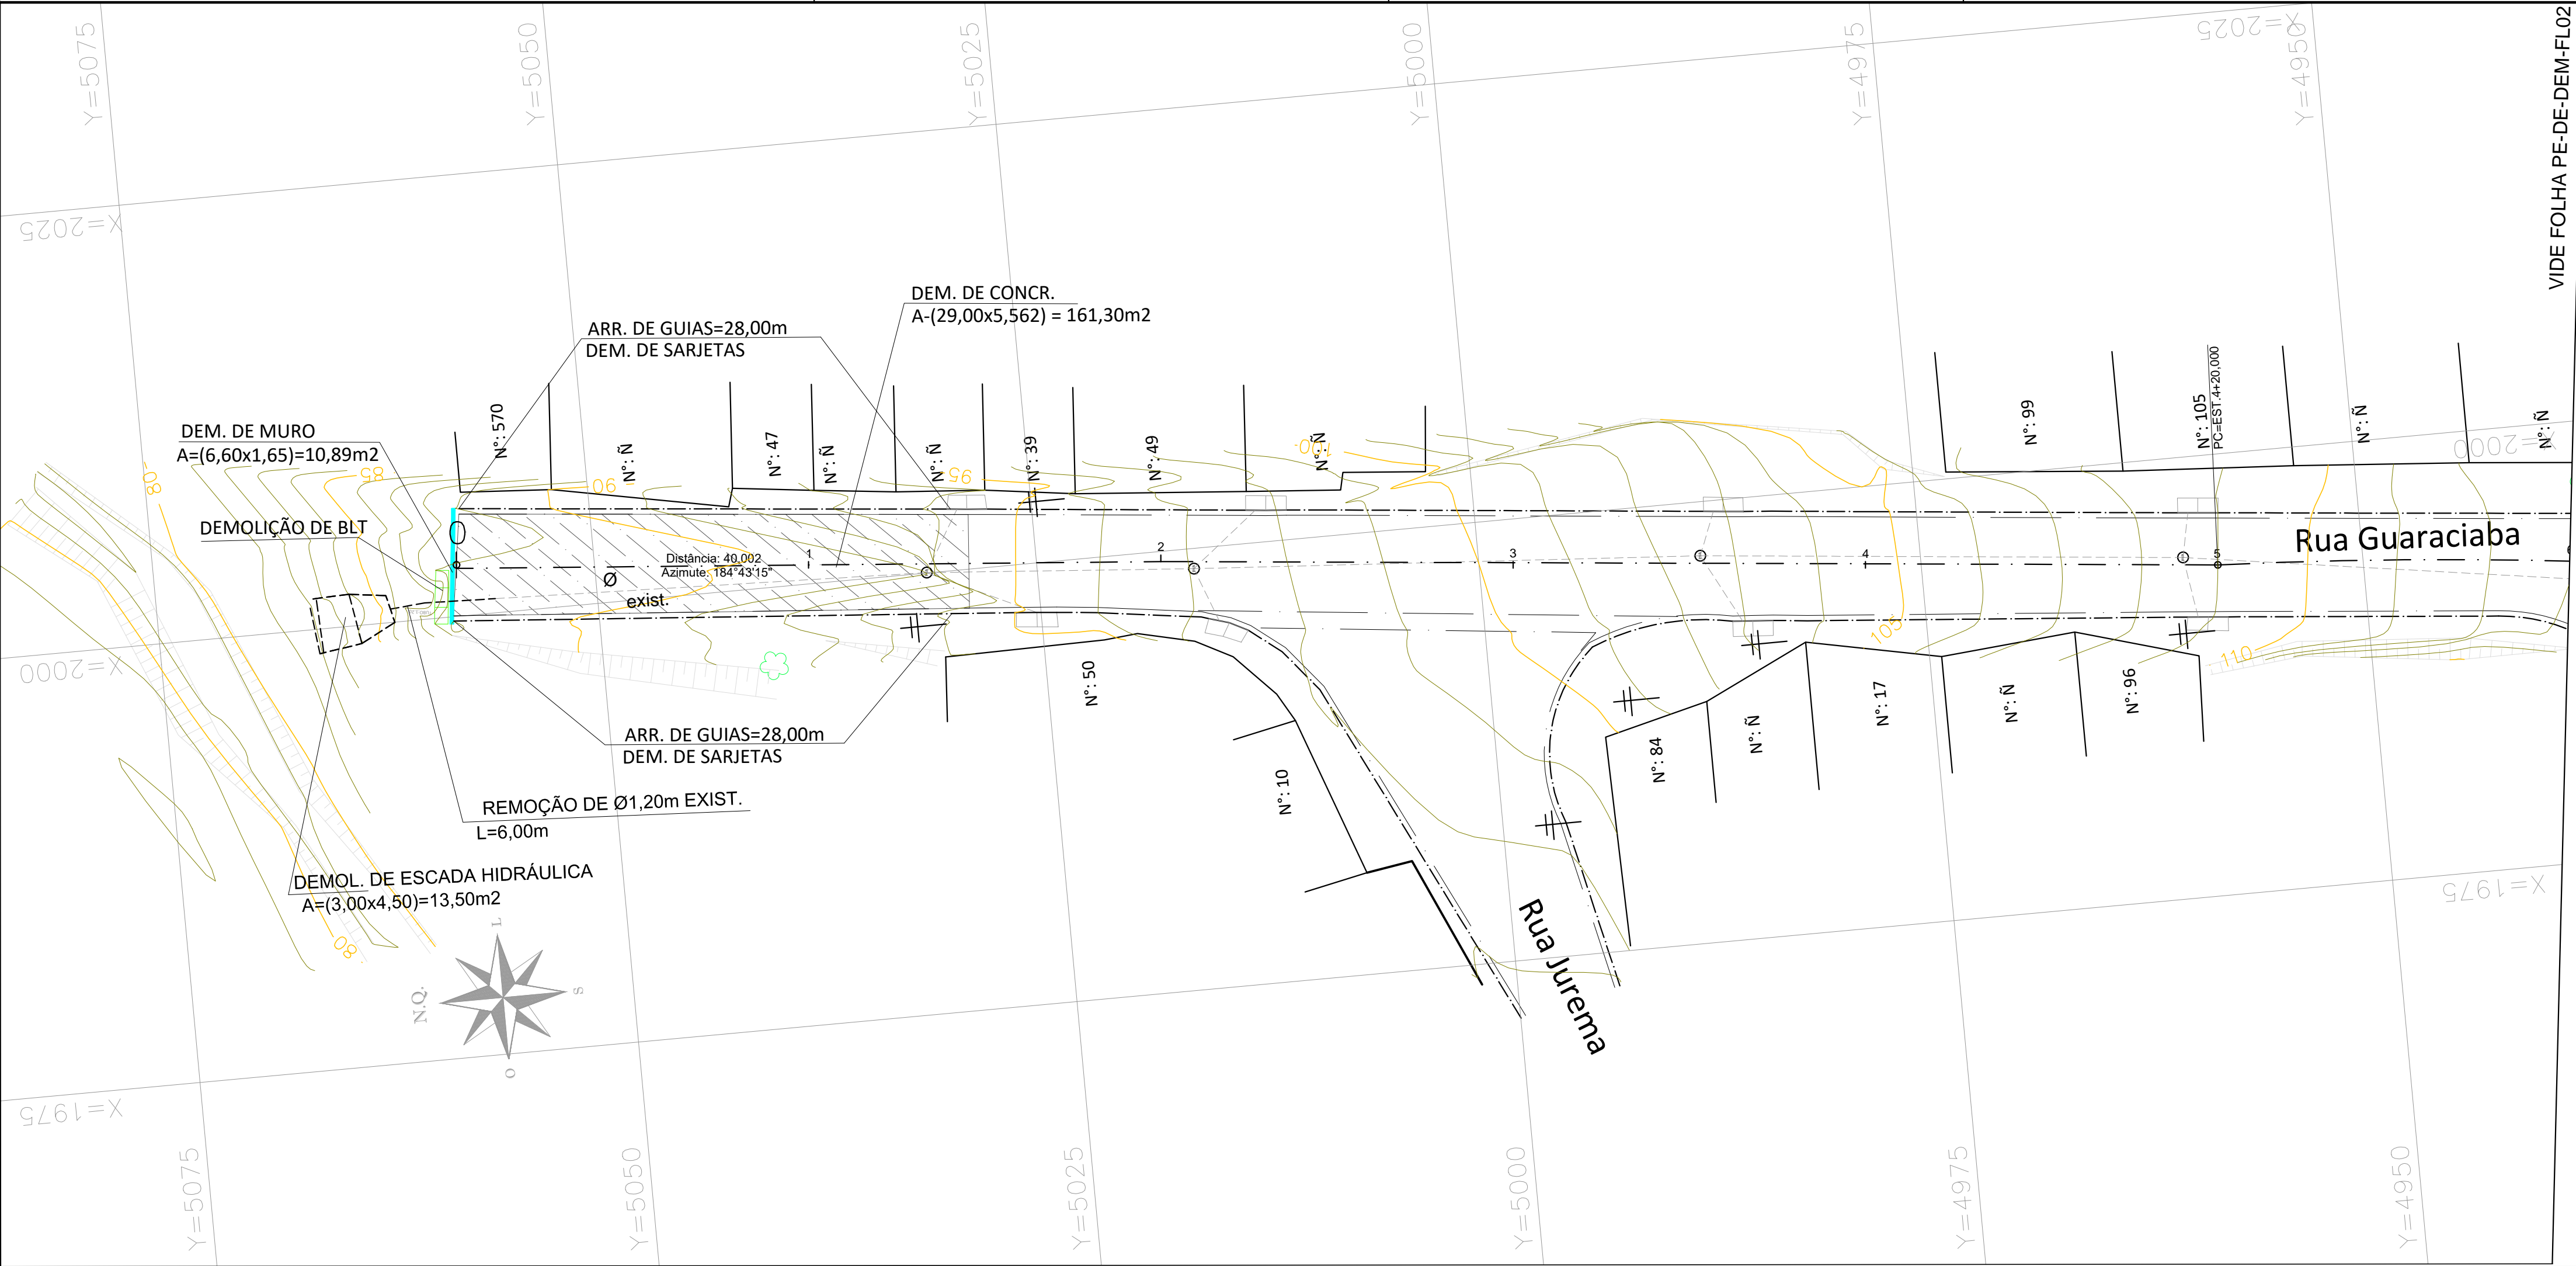 Y=5075
Y=5050
Y=5025
Y=5000
Y=4975
Y=4950
X=2025
VIDE FOLHA PE-DE-DEM-FL02
X=2025
DEM. DE CONCR.
A-(29,00x5,562) = 161,30m2
ARR. DE GUIAS=28,00m
DEM. DE SARJETAS
DEM. DE MURO
A=(6,60x1,65)=10,89m2
DEMOLIÇÃO DE BLT
N°: 570
N°: Ñ
N°: 47
N°: Ñ
N°: Ñ
N°: 39
N°: 49
N°: Ñ
N°: 99
N°: 105
PC=EST.4+20,000
N°: Ñ
N°: Ñ
X=2000
80
85
90
95
100
105
110
0
1
2
3
4
5
6
Distância: 40,002
Azimute: 184°43'15"
Ø
exist.
Rua Guaraciaba
X=2000
N°: 50
N°: 10
N°: 84
N°: Ñ
N°: 17
N°: Ñ
N°: 96
ARR. DE GUIAS=28,00m
DEM. DE SARJETAS
REMOÇÃO DE Ø1,20m EXIST.
L=6,00m
DEMOL. DE ESCADA HIDRÁULICA
A=(3,00x4,50)=13,50m2
80
L
N.Q.
S
O
Rua Jurema
X=1975
X=1975
Y=5075
Y=5050
Y=5025
Y=5000
Y=4975
Y=4950